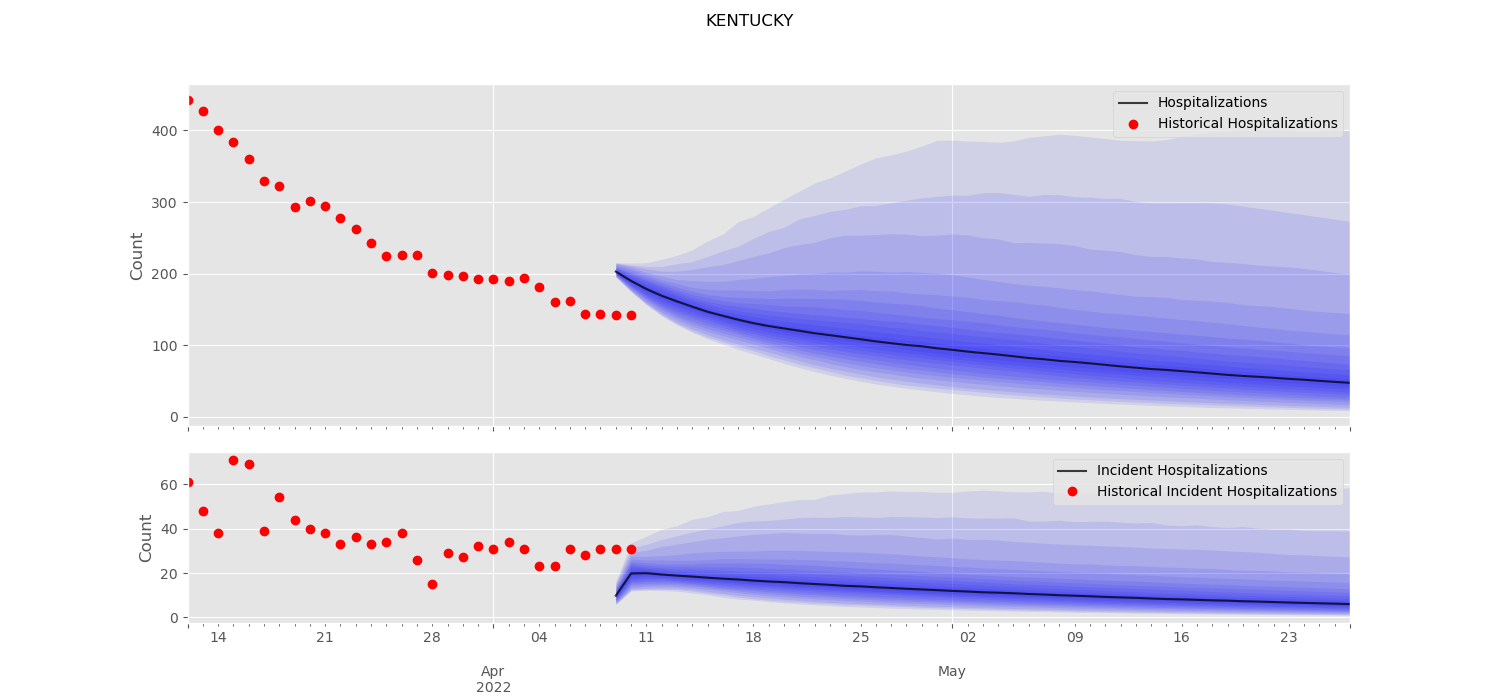 KENTUCKY
Hospitalizations
Historical Hospitalizations
400
300
200
100
0
Count
Incident Hospitalizations
Historical Incident Hospitalizations
60
40
20
0
Count
14 21 28 04 11 18 25 02 09 16 23
Apr May
2022